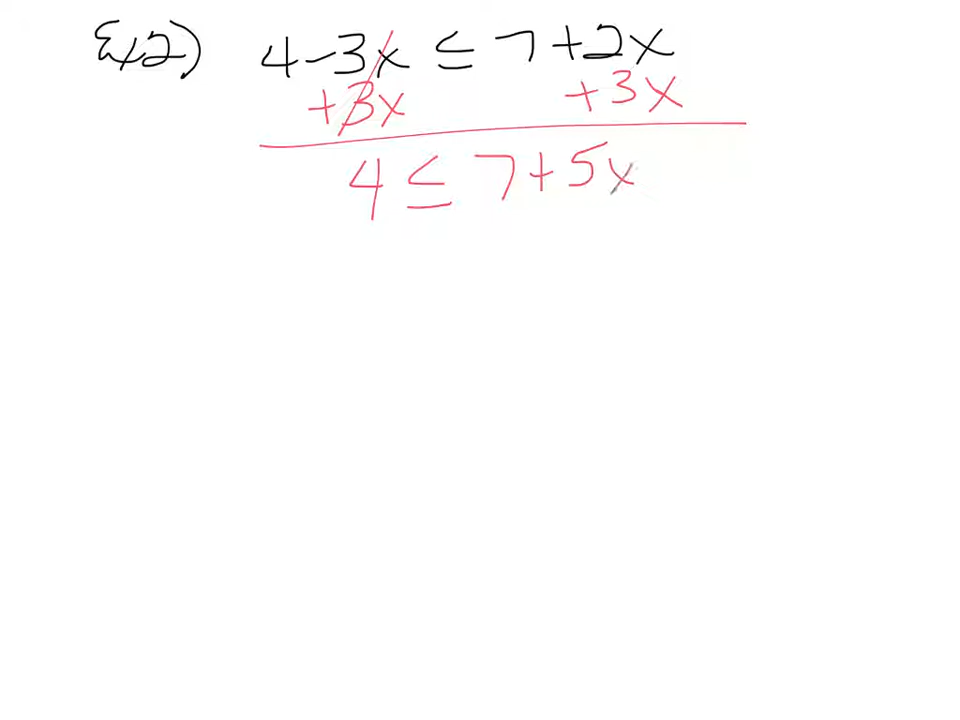 Ex2) 4-3x ≤ 7+2x
+3x +3x
4 ≤ 7+5x